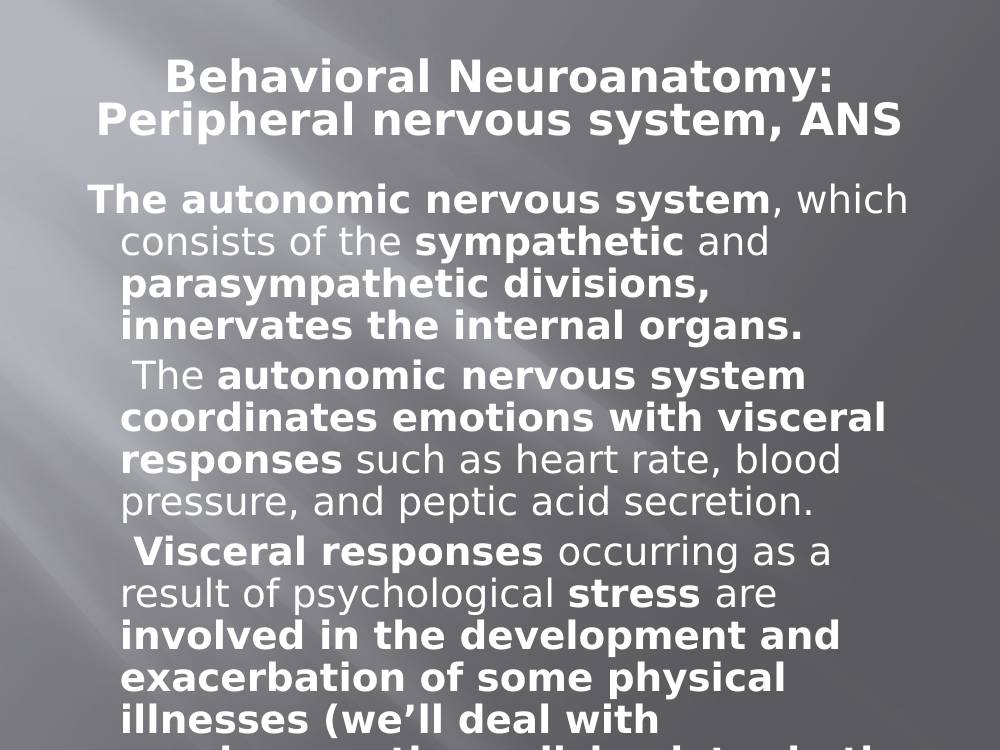 Behavioral Neuroanatomy:
Peripheral nervous system, ANS
The autonomic nervous system, which
consists of the sympathetic and
parasympathetic divisions,
innervates the internal organs.
The autonomic nervous system
coordinates emotions with visceral
responses such as heart rate, blood
pressure, and peptic acid secretion.
Visceral responses occurring as a
result of psychological stress are
involved in the development and
exacerbation of some physical
illnesses (we’ll deal with